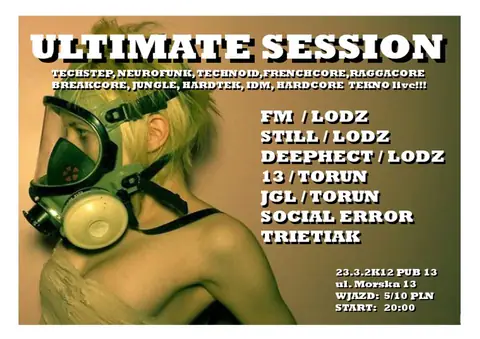 ULTIMATE SESSION
TECHSTEP, NEUROFUNK, TECHNOID, FRENCHCORE, RAGGACORE
BREAKCORE, JUNGLE, HARDTEK, IDM, HARDCORE TEKNO live!!!
FM / LODZ
STILL / LODZ
DEEPHECT / LODZ
13 / TORUN
JGL / TORUN
SOCIAL ERROR
TRIETIAK
23.3.2K12 PUB 13
ul. Morska 13
WJAZD: 5/10 PLN
START: 20:00